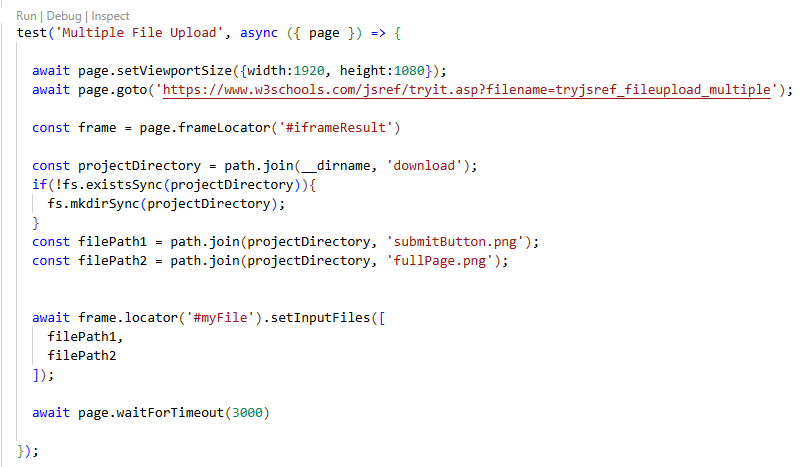 Run | Debug | Inspect
test('Multiple File Upload', async ({ page }) => {
await page.setViewportSize({width:1920, height:1080});
await page.goto('https://www.w3schools.com/jsref/tryit.asp?filename=tryjsref_fileupload_multiple');
const frame = page.frameLocator('#iframeResult')
const projectDirectory = path.join(__dirname, 'download');
if(!fs.existsSync(projectDirectory)){
fs.mkdirSync(projectDirectory);
}
const filePath1 = path.join(projectDirectory, 'submitButton.png');
const filePath2 = path.join(projectDirectory, 'fullPage.png');
await frame.locator('#myFile').setInputFiles([
filePath1,
filePath2
]);
await page.waitForTimeout(3000)
});